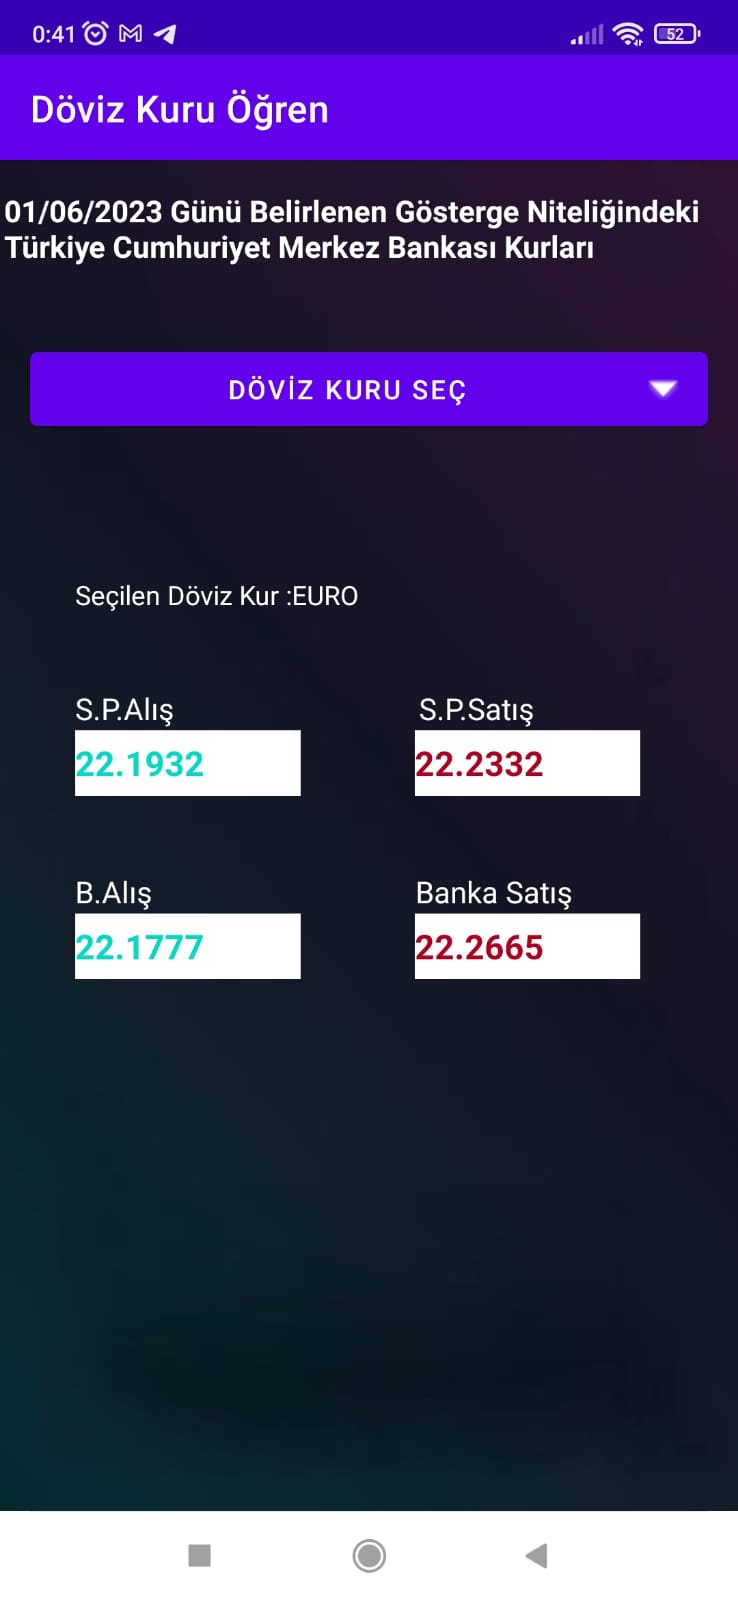 0:41
52
Döviz Kuru Öğren
01/06/2023 Günü Belirlenen Gösterge Niteliğindeki
Türkiye Cumhuriyet Merkez Bankası Kurları
DÖVİZ KURU SEÇ
Seçilen Döviz Kur :EURO
S.P.Alış
S.P.Satış
22.1932
22.2332
B.Alış
Banka Satış
22.1777
22.2665